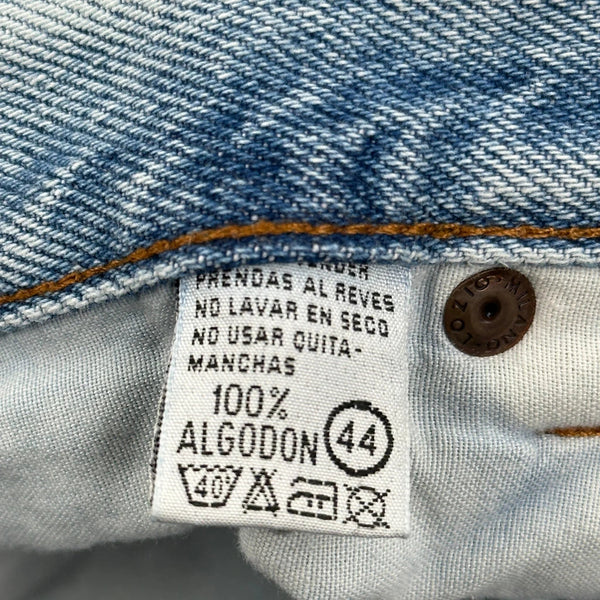 PRENDAS AL REVES
NO LAVAR EN SECO
NO USAR QUITA-
MANCHAS
100%
ALGODON 44
40°